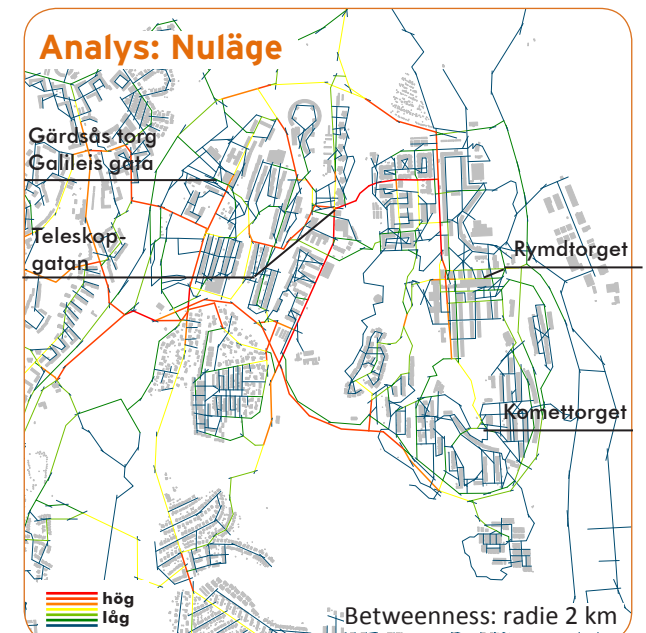 Analys: Nuläge
Gärdsås torg
Galileis gata
Teleskop-
gatan
Rymdtorget
Komettorget
hög
låg
Betweenness: radie 2 km